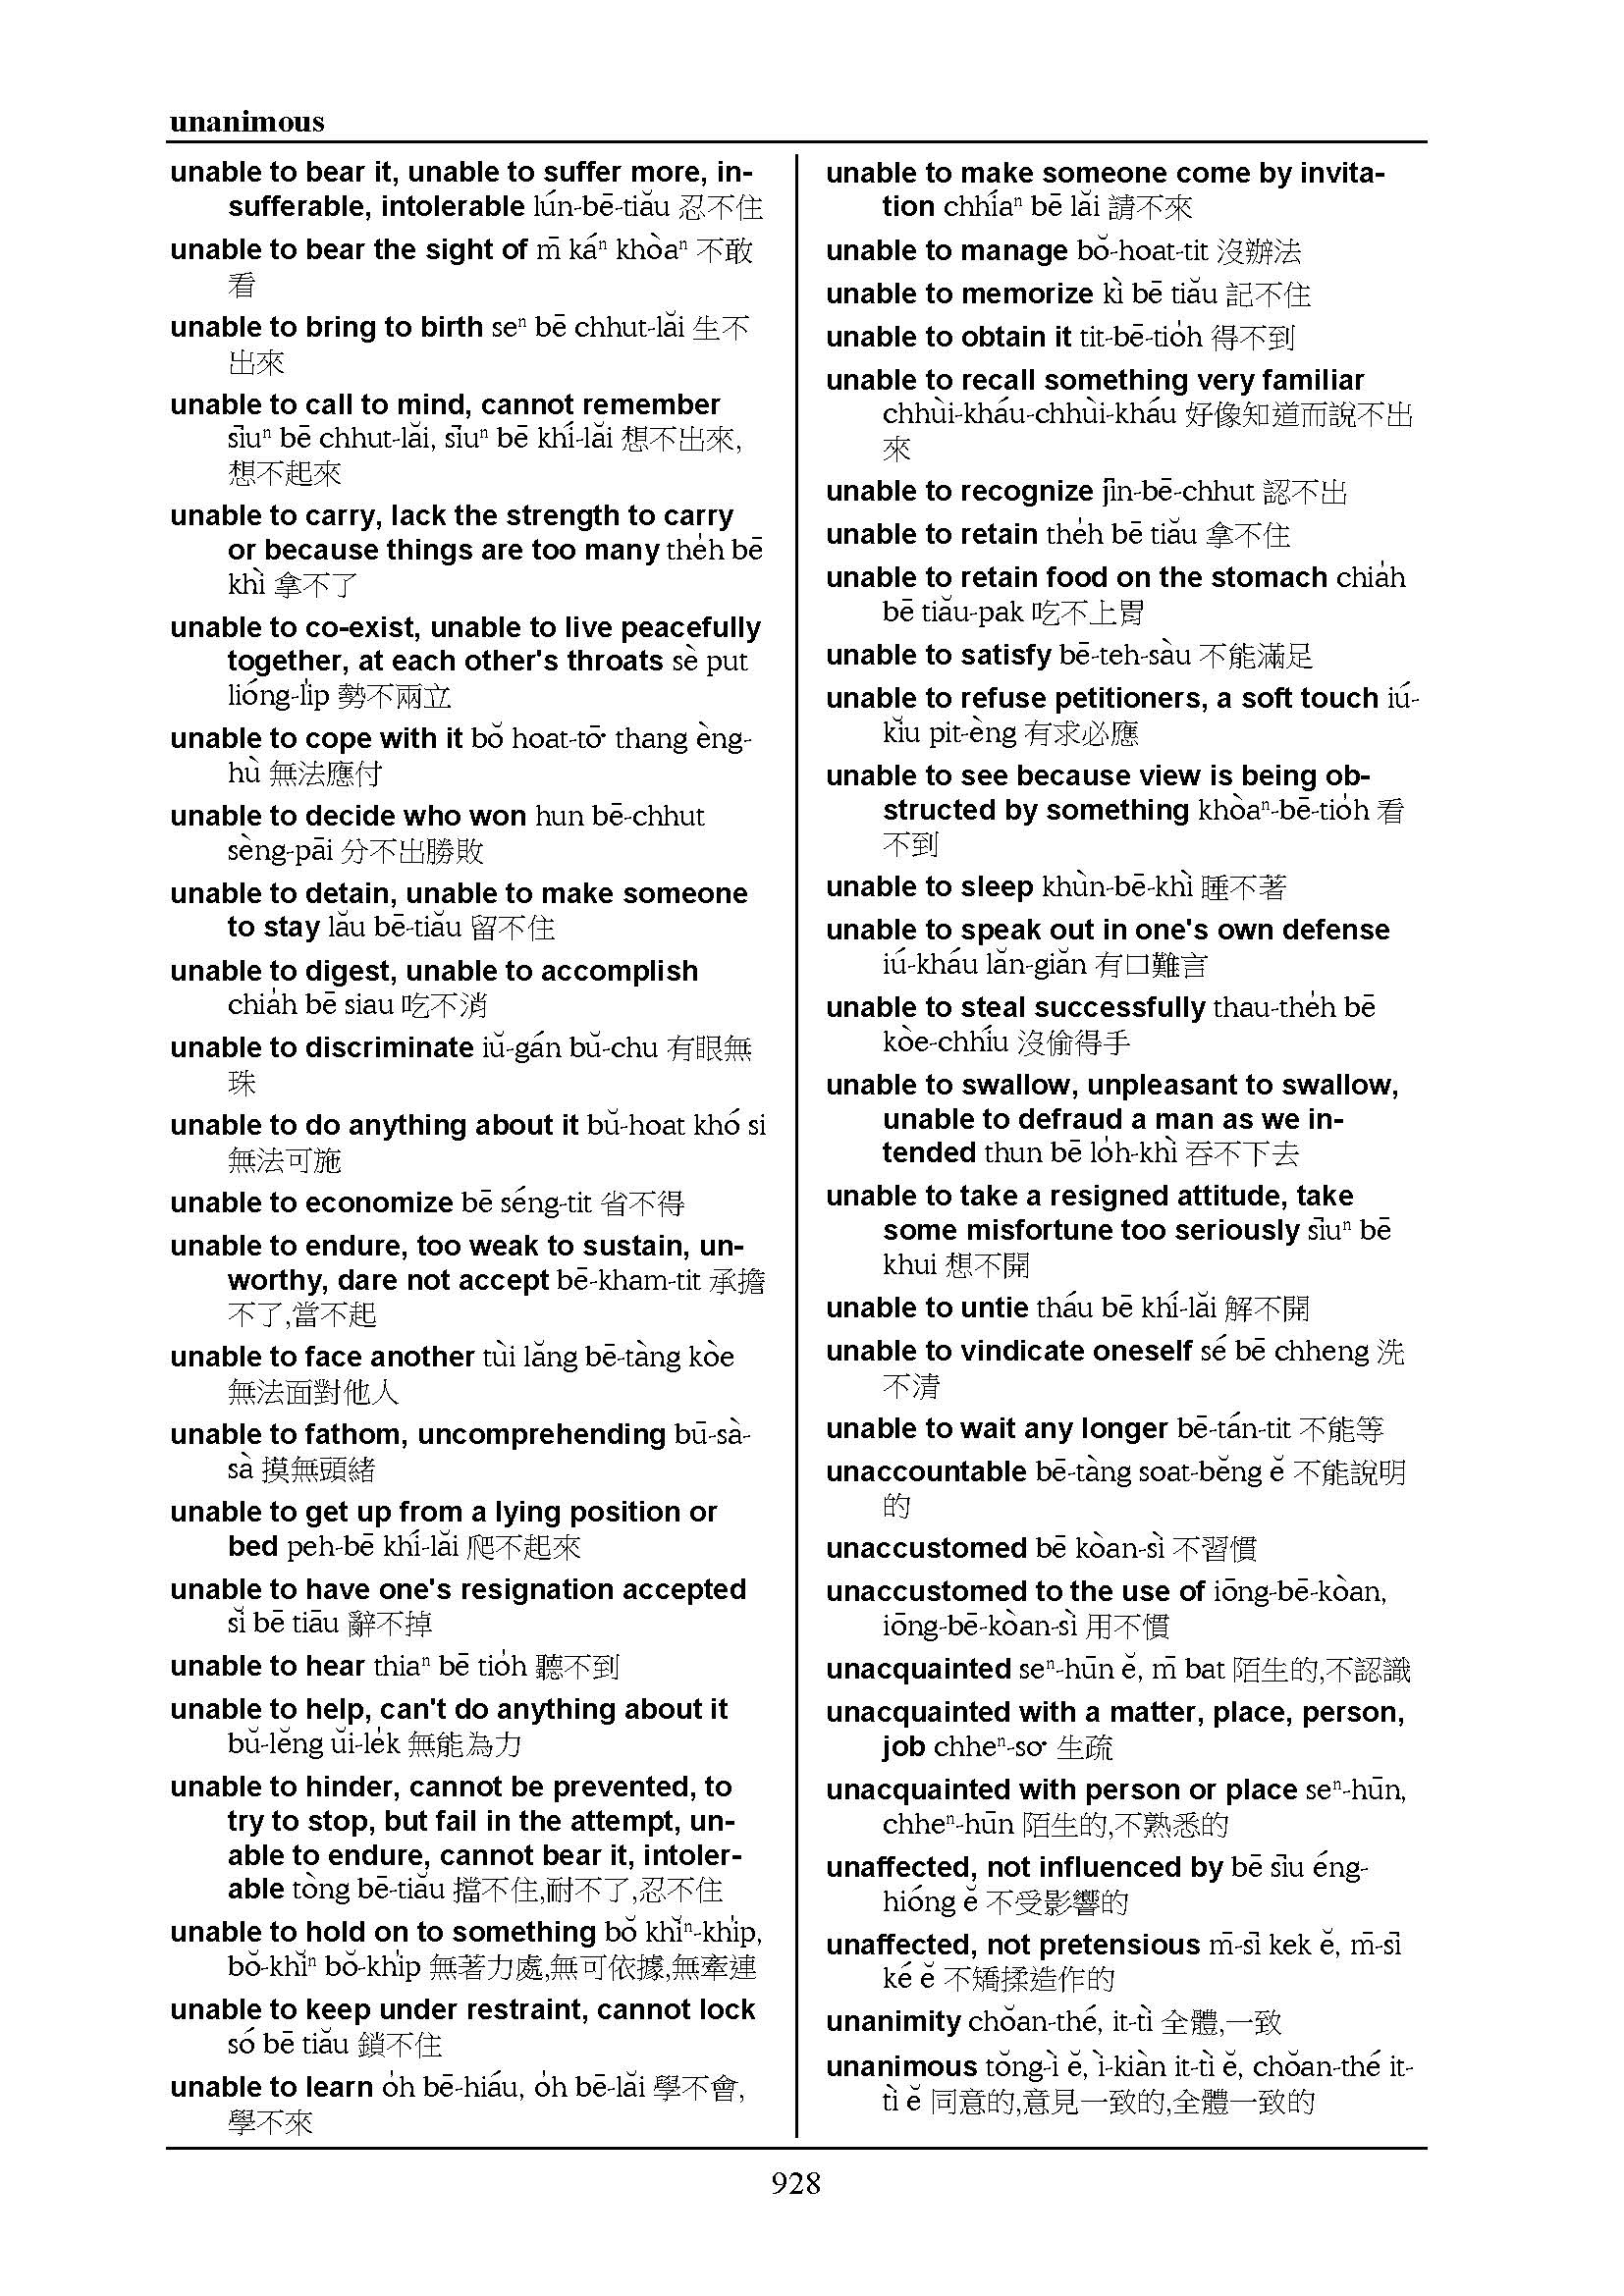 unanimous
unable to bear it, unable to suffer more, in-
sufferable, intolerable lún-bē-tiău 忍不住
unable to bear the sight of m̄ káⁿ khòaⁿ 不敢
看
unable to bring to birth seⁿ bē chhut-lăi 生不
出來
unable to call to mind, cannot remember
sīuⁿ bē chhut-lăi, sīuⁿ bē khí-lăi 想不出來,
想不起來
unable to carry, lack the strength to carry
or because things are too many the̍h bē
khì 拿不了
unable to co-exist, unable to live peacefully
together, at each other's throats sè put
lióng-li̍p 勢不兩立
unable to cope with it bŏ hoat-tō͘ thang èng-
hù 無法應付
unable to decide who won hun bē-chhut
sèng-pāi 分不出勝敗
unable to detain, unable to make someone
to stay lău bē-tiău 留不住
unable to digest, unable to accomplish
chia̍h bē siau 吃不消
unable to discriminate iŭ-gán bŭ-chu 有眼無
珠
unable to do anything about it bŭ-hoat khó si
無法可施
unable to economize bē séng-tit 省不得
unable to endure, too weak to sustain, un-
worthy, dare not accept bē-kham-tit 承擔
不了,當不起
unable to face another tùi lăng bē-tàng kòe
無法面對他人
unable to fathom, uncomprehending bū-sà-
sà 摸無頭緒
unable to get up from a lying position or
bed peh-bē khí-lăi 爬不起來
unable to have one's resignation accepted
sĭ bē tiāu 辭不掉
unable to hear thiaⁿ bē tio̍h 聽不到
unable to help, can't do anything about it
bŭ-lĕng ŭi-le̍k 無能為力
unable to hinder, cannot be prevented, to
try to stop, but fail in the attempt, un-
able to endure, cannot bear it, intoler-
able tòng bē-tiău 擋不住,耐不了,忍不住
unable to hold on to something bŏ khĭⁿ-khi̍p,
bŏ-khĭⁿ bŏ-khi̍p 無著力處,無可依據,無牽連
unable to keep under restraint, cannot lock
só bē tiău 鎖不住
unable to learn o̍h bē-hiáu, o̍h bē-lăi 學不會,
學不來
unable to make someone come by invita-
tion chhíaⁿ bē lăi 請不來
unable to manage bŏ-hoat-tit 沒辦法
unable to memorize kì bē tiău 記不住
unable to obtain it tit-bē-tio̍h 得不到
unable to recall something very familiar
chhùi-kháu-chhùi-kháu 好像知道而說不出
來
unable to recognize jīn-bē-chhut 認不出
unable to retain the̍h bē tiău 拿不住
unable to retain food on the stomach chia̍h
bē tiău-pak 吃不上胃
unable to satisfy bē-teh-sàu 不能滿足
unable to refuse petitioners, a soft touch iú-
kĭu pit-èng 有求必應
unable to see because view is being ob-
structed by something khòaⁿ-bē-tio̍h 看
不到
unable to sleep khùn-bē-khì 睡不著
unable to speak out in one's own defense
iú-kháu lăn-giăn 有口難言
unable to steal successfully thau-the̍h bē
kòe-chhíu 沒偷得手
unable to swallow, unpleasant to swallow,
unable to defraud a man as we in-
tended thun bē lo̍h-khì 吞不下去
unable to take a resigned attitude, take
some misfortune too seriously sīuⁿ bē
khui 想不開
unable to untie tháu bē khí-lăi 解不開
unable to vindicate oneself sé bē chheng 洗
不清
unable to wait any longer bē-tán-tit 不能等
unaccountable bē-tàng soat-bĕng ĕ 不能說明
的
unaccustomed bē kòan-sì 不習慣
unaccustomed to the use of iōng-bē-kòan,
iōng-bē-kòan-sì 用不慣
unacquainted seⁿ-hūn ĕ, m̄ bat 陌生的,不認識
unacquainted with a matter, place, person,
job chheⁿ-so͘ 生疏
unacquainted with person or place seⁿ-hūn,
chheⁿ-hūn 陌生的,不熟悉的
unaffected, not influenced by bē sīu éng-
hióng ĕ 不受影響的
unaffected, not pretensious m̄-sī kek ĕ, m̄-sī
ké ĕ 不矯揉造作的
unanimity chŏan-thé, it-tì 全體,一致
unanimous tŏng-ì ĕ, ì-kiàn it-tì ĕ, chŏan-thé it-
tì ĕ 同意的,意見一致的,全體一致的
928